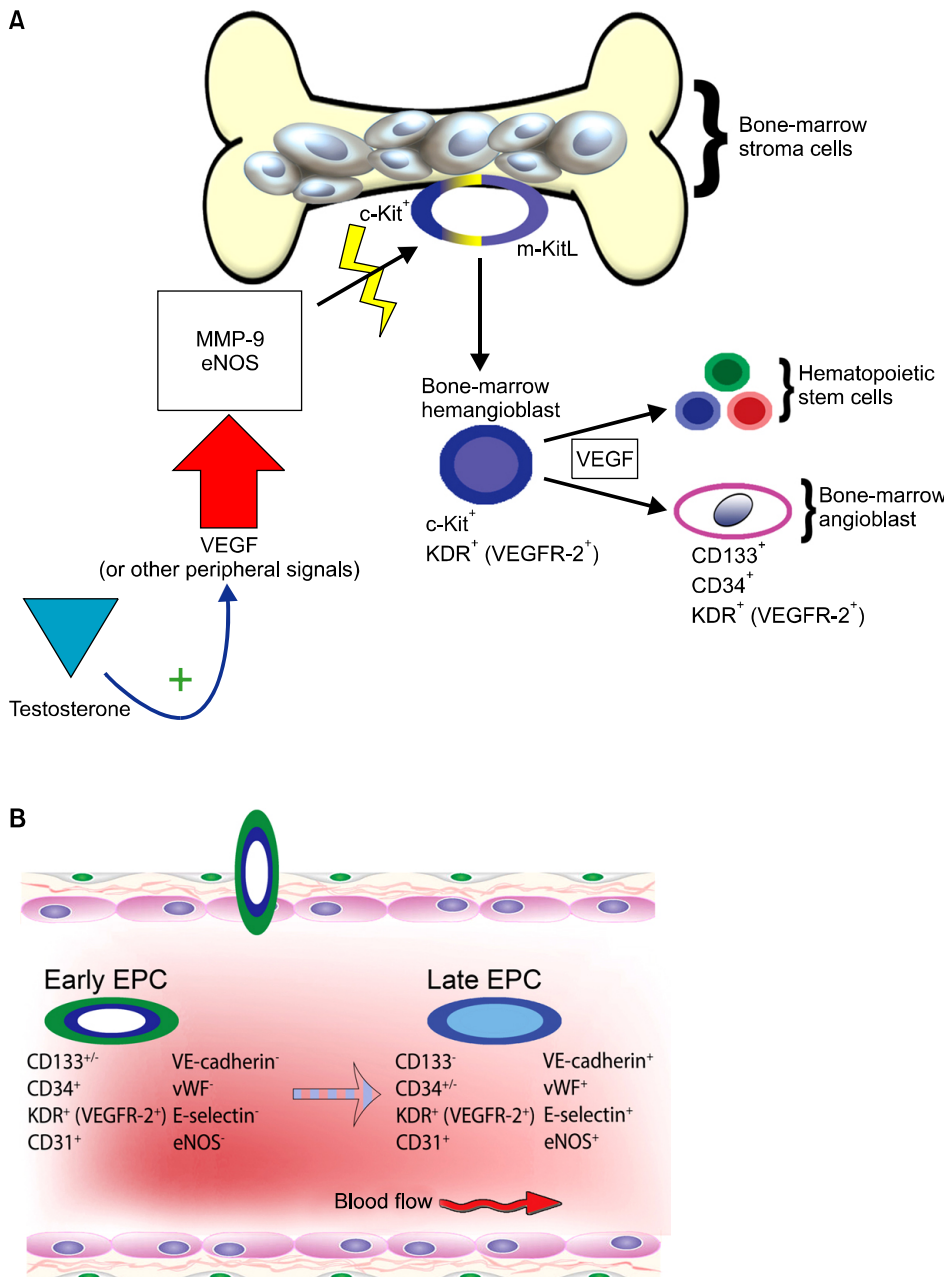 A
Bone-marrow
stroma cells
c-Kit⁺
m-KitL
MMP-9
eNOS
Bone-marrow
hemangioblast
Hematopoietic
stem cells
VEGF
Bone-marrow
angioblast
c-Kit⁺
KDR⁺ (VEGFR-2⁺)
CD133⁺
CD34⁺
KDR⁺ (VEGFR-2⁺)
VEGF
(or other peripheral signals)
+
Testosterone
B
Early EPC
CD133⁺/⁻
CD34⁺
KDR⁺ (VEGFR-2⁺)
CD31⁺
VE-cadherin⁻
vWF⁻
E-selectin⁻
eNOS⁻
Late EPC
CD133⁻
CD34⁺/⁻
KDR⁺ (VEGFR-2⁺)
CD31⁺
VE-cadherin⁺
vWF⁺
E-selectin⁺
eNOS⁺
Blood flow